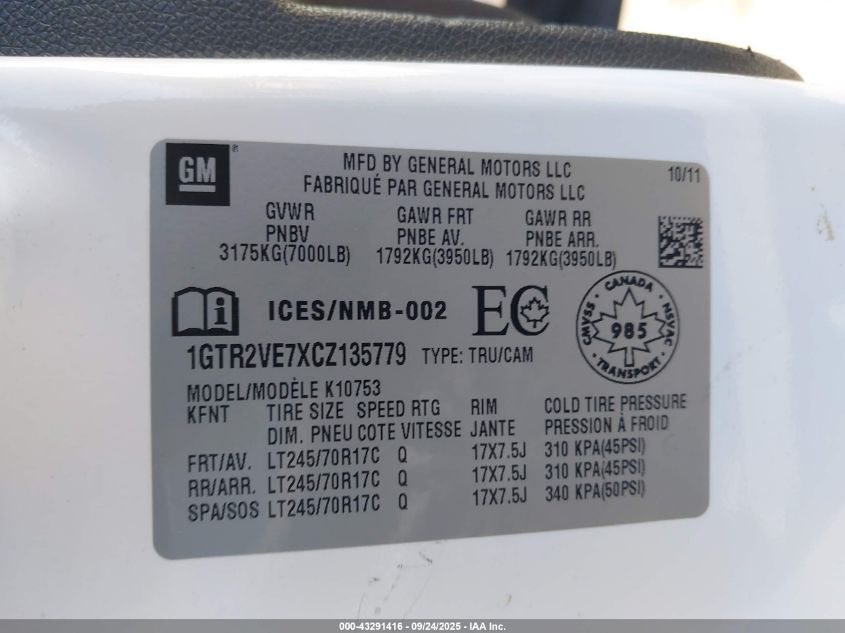 GM
MFD BY GENERAL MOTORS LLC
10/11
FABRIQUÉ PAR GENERAL MOTORS LLC
GVWR GAWR FRT GAWR RR
PNBV PNBE AV. PNBE ARR.
3175KG(7000LB) 1792KG(3950LB) 1792KG(3950LB)
i ICES/NMB-002 EC
CANADA
CMVSS 985 NSVAC
TRANSPORT
1GTR2VE7XCZ135779 TYPE: TRU/CAM
MODEL/MODÈLE K10753
KFNT TIRE SIZE SPEED RTG RIM COLD TIRE PRESSURE
DIM. PNEU COTE VITESSE JANTE PRESSION À FROID
FRT/AV. LT245/70R17C Q 17X7.5J 310 KPA(45PSI)
RR/ARR. LT245/70R17C Q 17X7.5J 310 KPA(45PSI)
SPA/SOS LT245/70R17C Q 17X7.5J 340 KPA(50PSI)
000-43291416 - 09/24/2025 - IAA Inc.